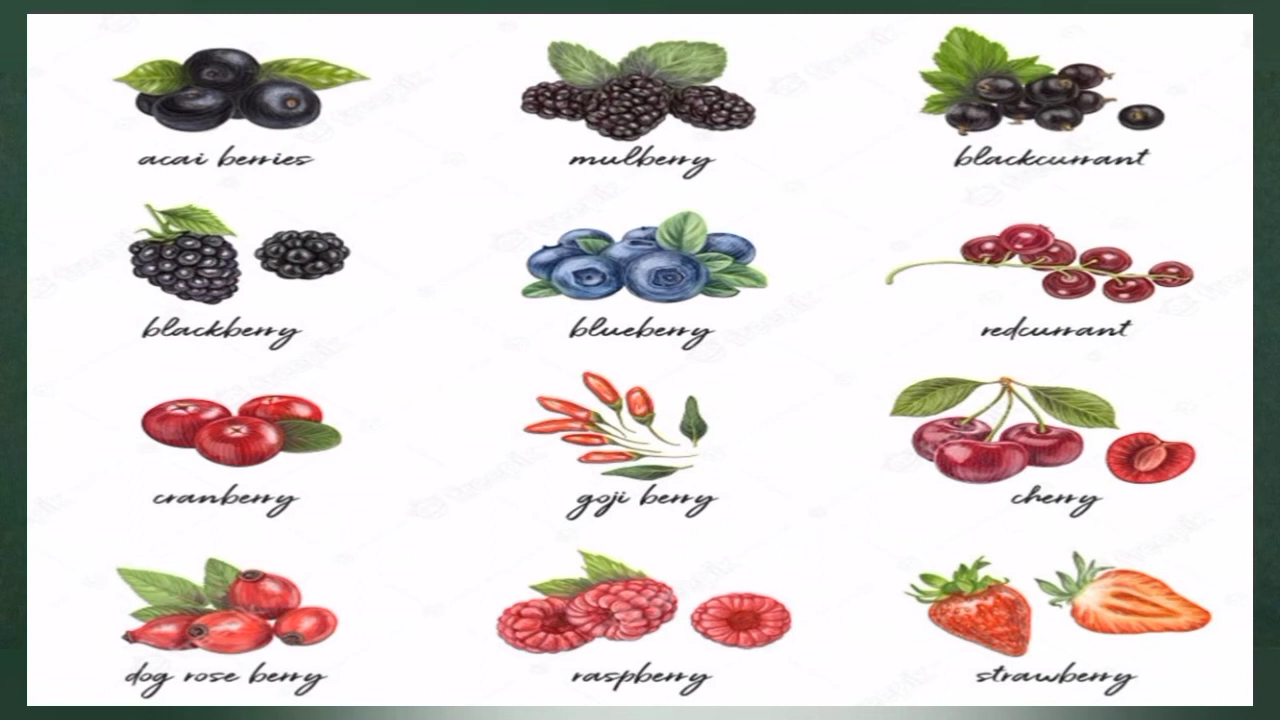 acai berries
mulberry
blackcurrant
blackberry
blueberry
redcurrant
cranberry
goji berry
cherry
dog rose berry
raspberry
strawberry